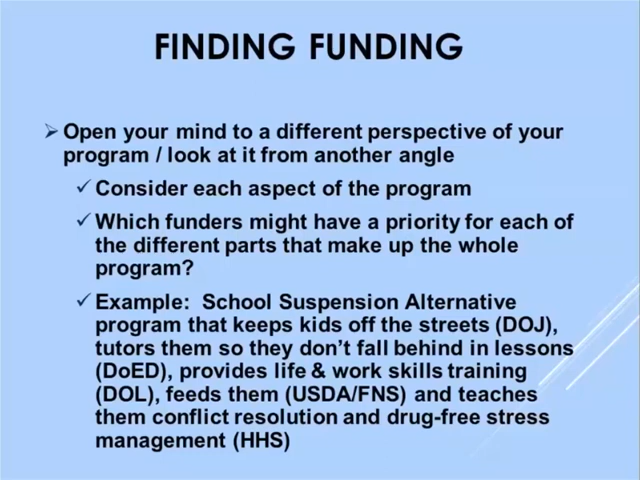 FINDING FUNDING
Open your mind to a different perspective of your
program / look at it from another angle
Consider each aspect of the program
Which funders might have a priority for each of
the different parts that make up the whole
program?
Example:  School Suspension Alternative
program that keeps kids off the streets (DOJ),
tutors them so they don't fall behind in lessons
(DoED), provides life & work skills training
(DOL), feeds them (USDA/FNS) and teaches
them conflict resolution and drug-free stress
management (HHS)